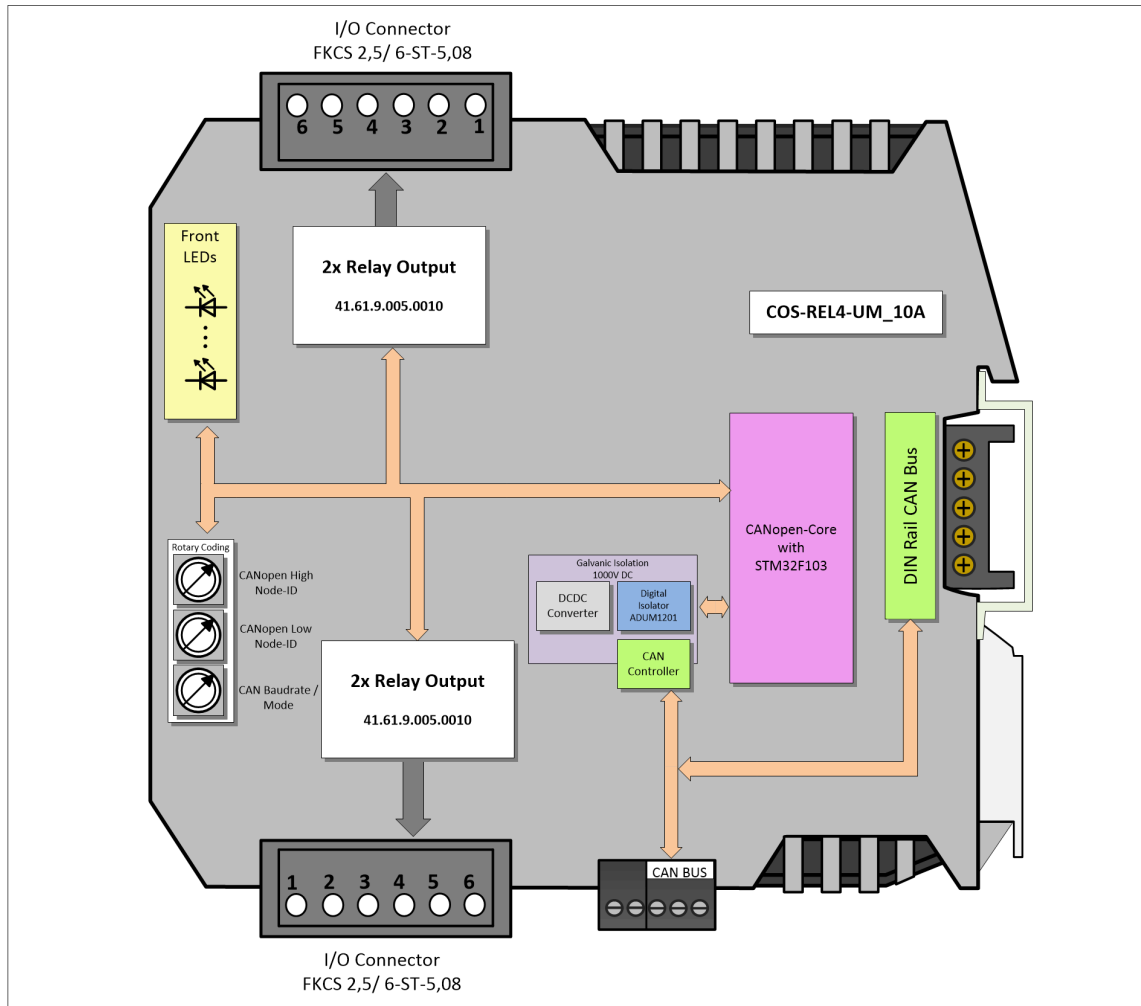 I/O Connector
FKCS 2,5/ 6-ST-5,08
6 5 4 3 2 1
Front
LEDs
2x Relay Output
41.61.9.005.0010
COS-REL4-UM_10A
CANopen-Core
with
STM32F103
DIN Rail CAN Bus
Galvanic Isolation
1000V DC
DCDC
Converter
Digital
Isolator
ADUM1201
CAN
Controller
Rotary Coding
CANopen High
Node-ID
CANopen Low
Node-ID
CAN Baudrate /
Mode
2x Relay Output
41.61.9.005.0010
CAN BUS
1 2 3 4 5 6
I/O Connector
FKCS 2,5/ 6-ST-5,08